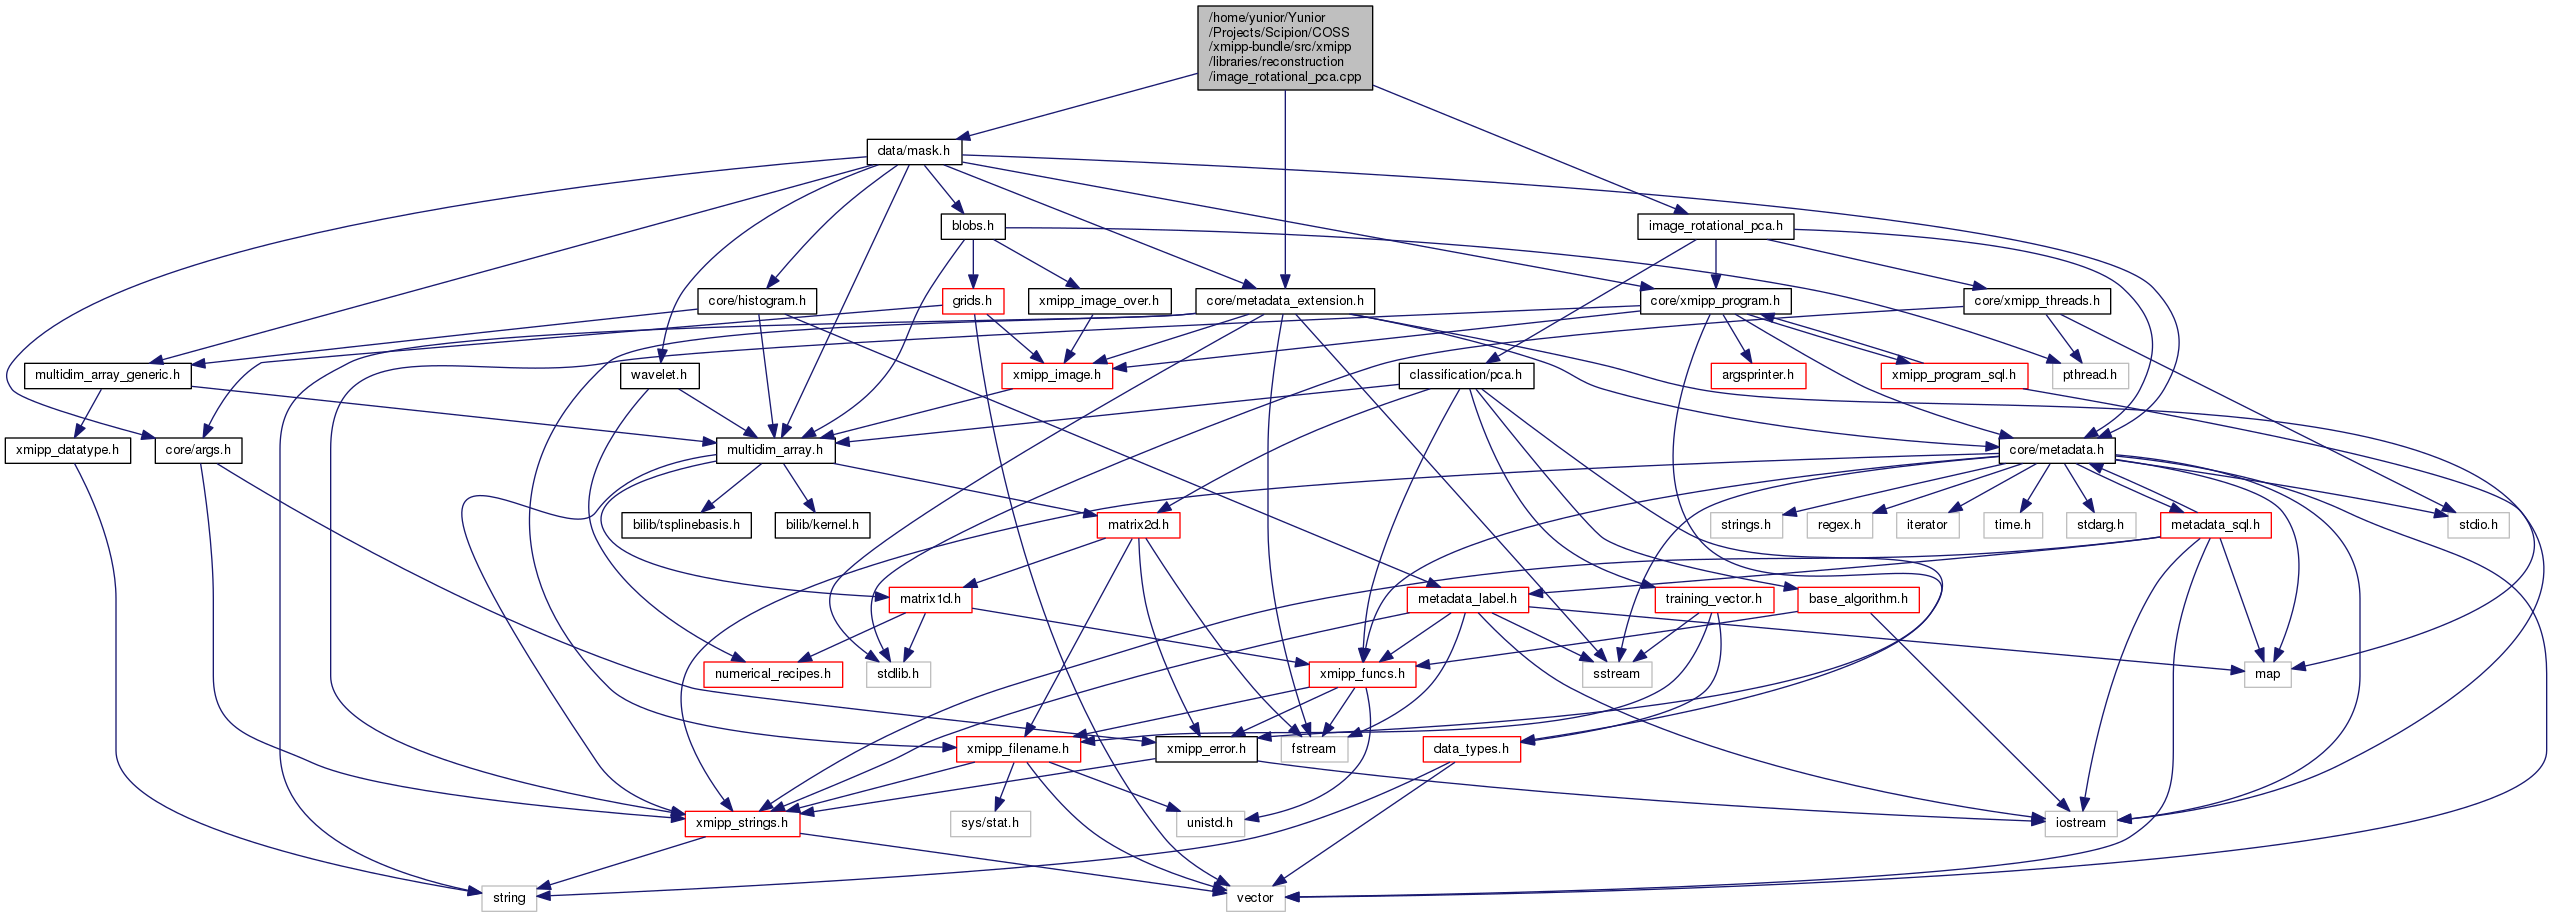 /home/yunior/Yunior
/Projects/Scipion/COSS
/xmipp-bundle/src/xmipp
/libraries/reconstruction
/image_rotational_pca.cpp
data/mask.h
blobs.h
image_rotational_pca.h
core/histogram.h
grids.h
xmipp_image_over.h
core/metadata_extension.h
core/xmipp_program.h
core/xmipp_threads.h
multidim_array_generic.h
wavelet.h
xmipp_image.h
classification/pca.h
argsprinter.h
xmipp_program_sql.h
pthread.h
xmipp_datatype.h
core/args.h
multidim_array.h
core/metadata.h
bilib/tsplinebasis.h
bilib/kernel.h
matrix2d.h
strings.h
regex.h
iterator
time.h
stdarg.h
metadata_sql.h
stdio.h
matrix1d.h
metadata_label.h
training_vector.h
base_algorithm.h
numerical_recipes.h
stdlib.h
xmipp_funcs.h
sstream
map
xmipp_filename.h
xmipp_error.h
fstream
data_types.h
xmipp_strings.h
sys/stat.h
unistd.h
iostream
string
vector